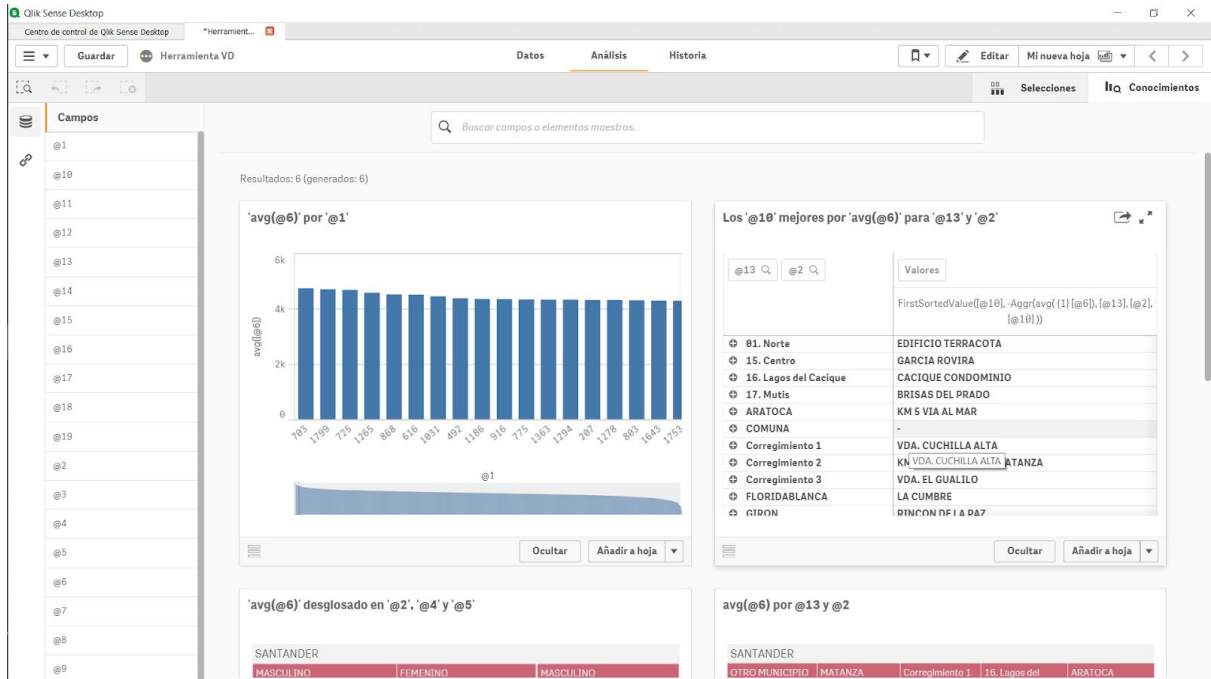 Qlik Sense Desktop
Centro de control de Qlik Sense Desktop
*Herramient...
Guardar
Herramienta VD
Datos
Análisis
Historia
Editar
Mi nueva hoja
Selecciones
Conocimientos
Campos
@1
@10
@11
@12
@13
@14
@15
@16
@17
@18
@19
@2
@3
@4
@5
@6
@7
@8
@9
Buscar campos o elementos maestros.
Resultados: 6 (generados: 6)
'avg(@6)' por '@1'
6k
4k
2k
0
avg([@6])
703 1799 725 1265 868 616 1031 492 1186 916 775 1363 1294 207 1278 803 1643 1753
@1
Ocultar
Añadir a hoja
Los '@10' mejores por 'avg(@6)' para '@13' y '@2'
@13 @2 Valores
FirstSortedValue([@10], -Aggr(avg( {1} [@6]), [@13], [@2],
[@10] ))
01. Norte EDIFICIO TERRACOTA
15. Centro GARCIA ROVIRA
16. Lagos del Cacique CACIQUE CONDOMINIO
17. Mutis BRISAS DEL PRADO
ARATOCA KM 5 VIA AL MAR
COMUNA -
Corregimiento 1 VDA. CUCHILLA ALTA
VDA. CUCHILLA ALTA
Corregimiento 2 ATANZA
Corregimiento 3 VDA. EL GUALILO
FLORIDABLANCA LA CUMBRE
GIRON RINCON DE LA PAZ
Ocultar
Añadir a hoja
'avg(@6)' desglosado en '@2', '@4' y '@5'
SANTANDER
MASCULINO FEMENINO MASCULINO
avg(@6) por @13 y @2
SANTANDER
OTRO MUNICIPIO MATANZA Corregimiento 1 16. Lagos del ARATOCA